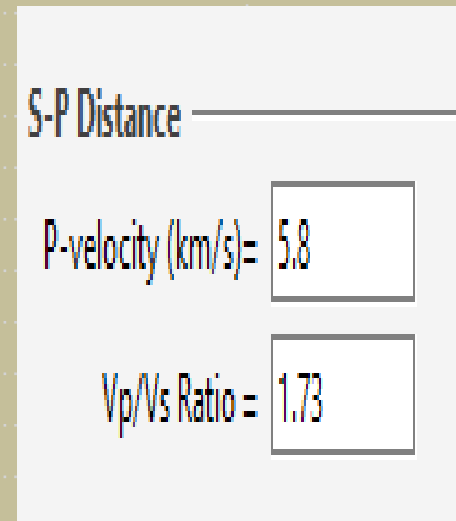 S-P Distance
P-velocity (km/s)= 5.8
Vp/Vs Ratio = 1.73